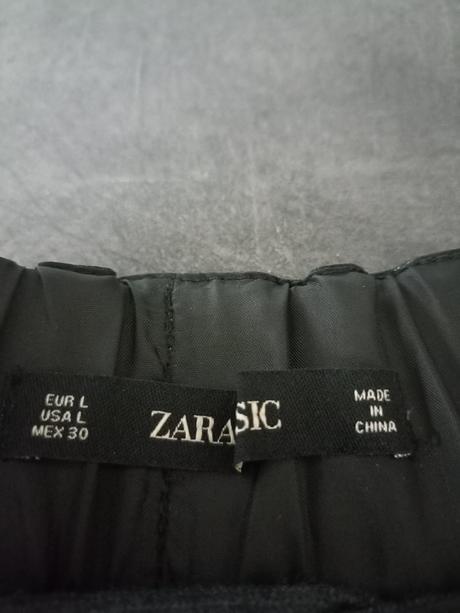 EUR L
USA L
MEX 30
ZARA
SIC
MADE
IN
CHINA